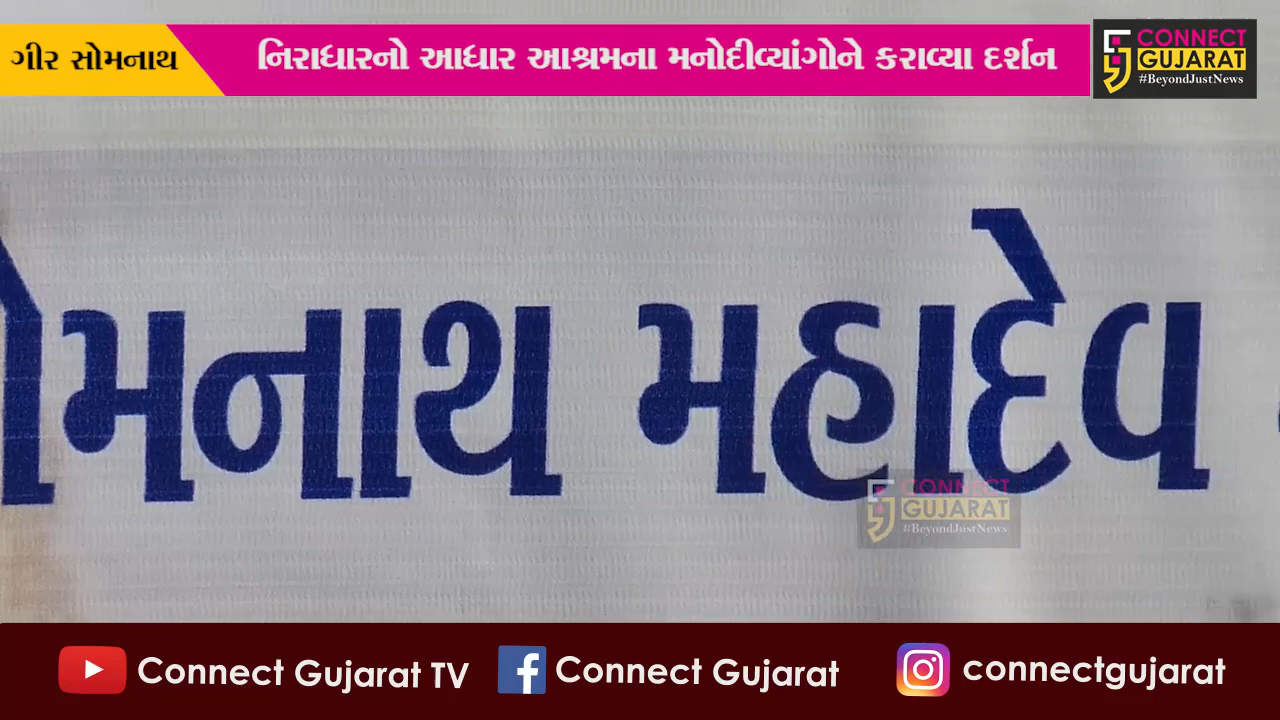 ગીર સોમનાથ
નિરાધારનો આધાર આશ્રમના મનોદીવ્યાંગોને કરાવ્યા દર્શન
CONNECT
GUJARAT
#BeyondJustNews
ોમનાથ મહાદેવ
CONNECT
GUJARAT
#BeyondJustNews
Connect Gujarat TV
Connect Gujarat
connectgujarat